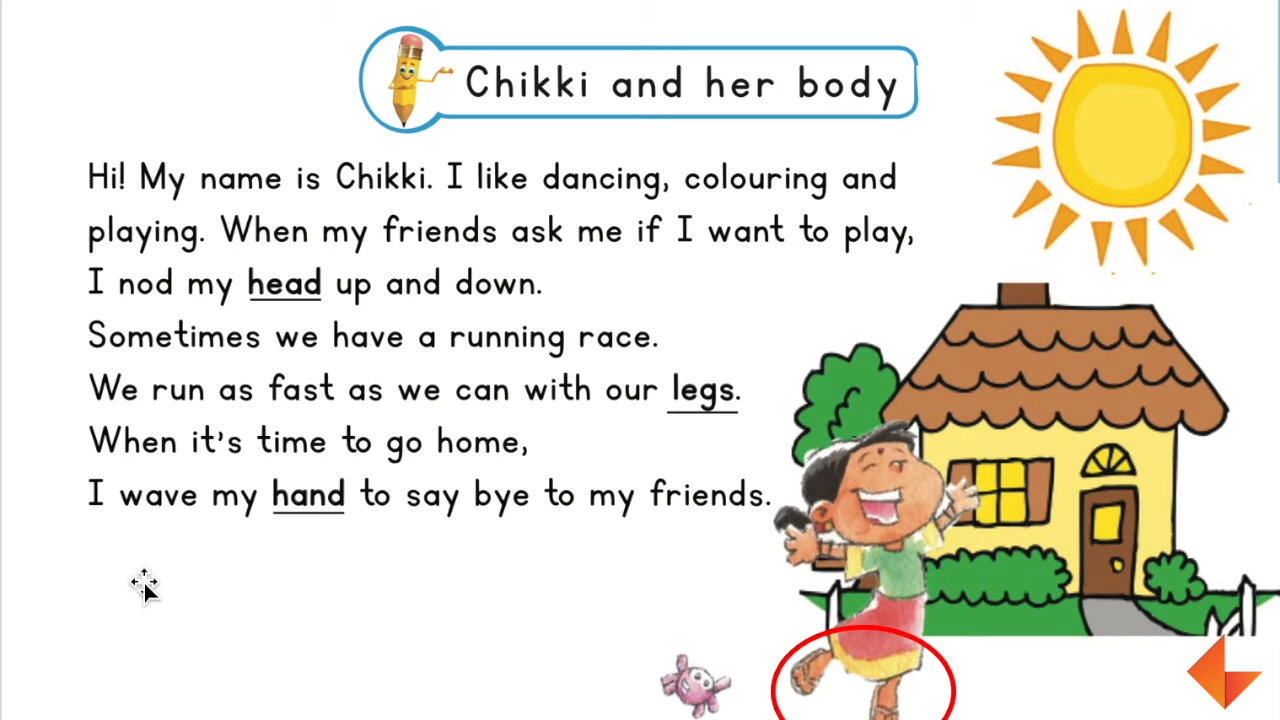 Chikki and her body
Hi! My name is Chikki. I like dancing, colouring and
playing. When my friends ask me if I want to play,
I nod my head up and down.
Sometimes we have a running race.
We run as fast as we can with our legs.
When it's time to go home,
I wave my hand to say bye to my friends.